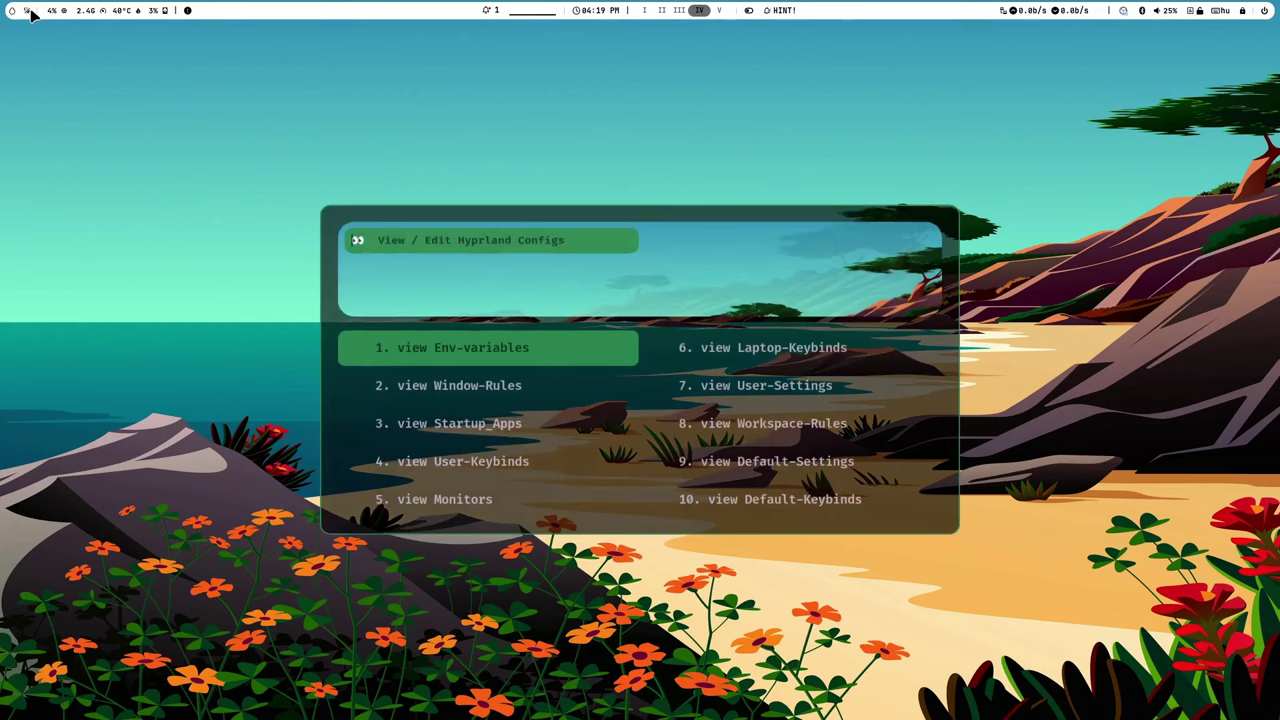 4% 2.4G 40°C 3%
1
04:19 PM
I II III IV V
HINT!
0.0b/s 0.0b/s
25%
hu
View / Edit Hyprland Configs
1. view Env-variables
2. view Window-Rules
3. view Startup_Apps
4. view User-Keybinds
5. view Monitors
6. view Laptop-Keybinds
7. view User-Settings
8. view Workspace-Rules
9. view Default-Settings
10. view Default-Keybinds